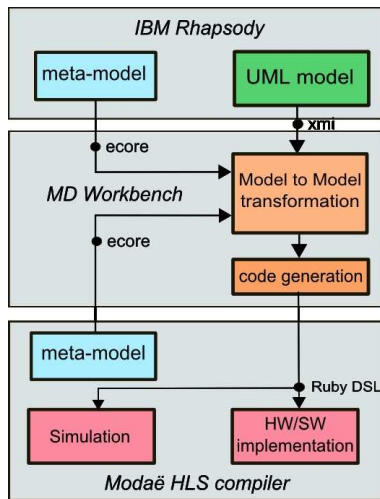 IBM Rhapsody
meta-model
UML model
xmi
ecore
Model to Model
transformation
MD Workbench
ecore
code generation
meta-model
Ruby DSL
Simulation
HW/SW
implementation
Modaë HLS compiler